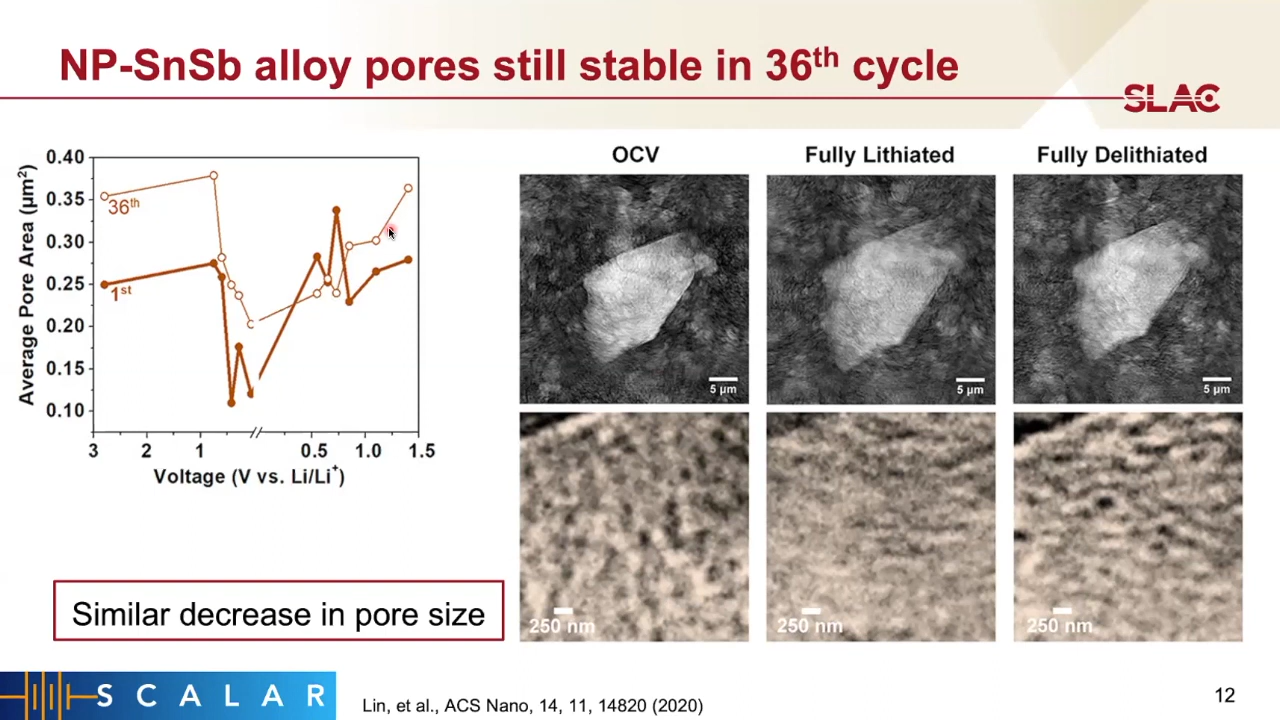 NP-SnSb alloy pores still stable in 36th cycle
SLAC
Average Pore Area (µm²)
0.40
0.35
0.30
0.25
0.20
0.15
0.10
36th
1st
3 2 1 0.5 1.0 1.5
Voltage (V vs. Li/Li⁺)
OCV Fully Lithiated Fully Delithiated
5 µm 5 µm 5 µm
250 nm 250 nm 250 nm
Similar decrease in pore size
SCALAR
Lin, et al., ACS Nano, 14, 11, 14820 (2020)
12